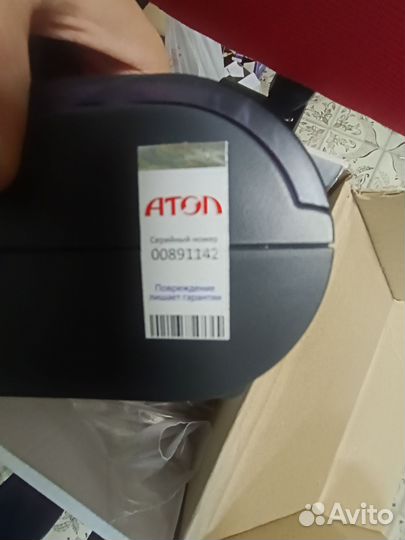 АТОЛ
Серийный номер
00891142
Повреждение
лишает гарантии
Avito